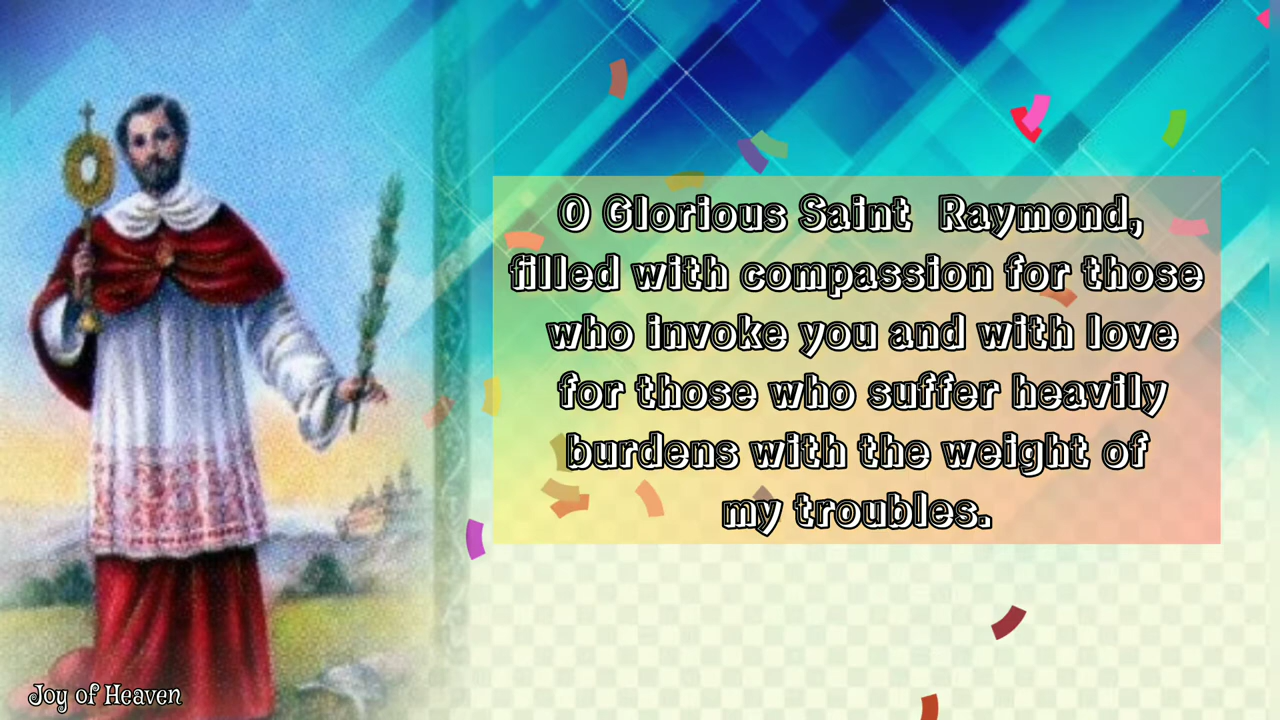 O Glorious Saint Raymond,
filled with compassion for those
who invoke you and with love
for those who suffer heavily
burdens with the weight of
my troubles.
Joy of Heaven